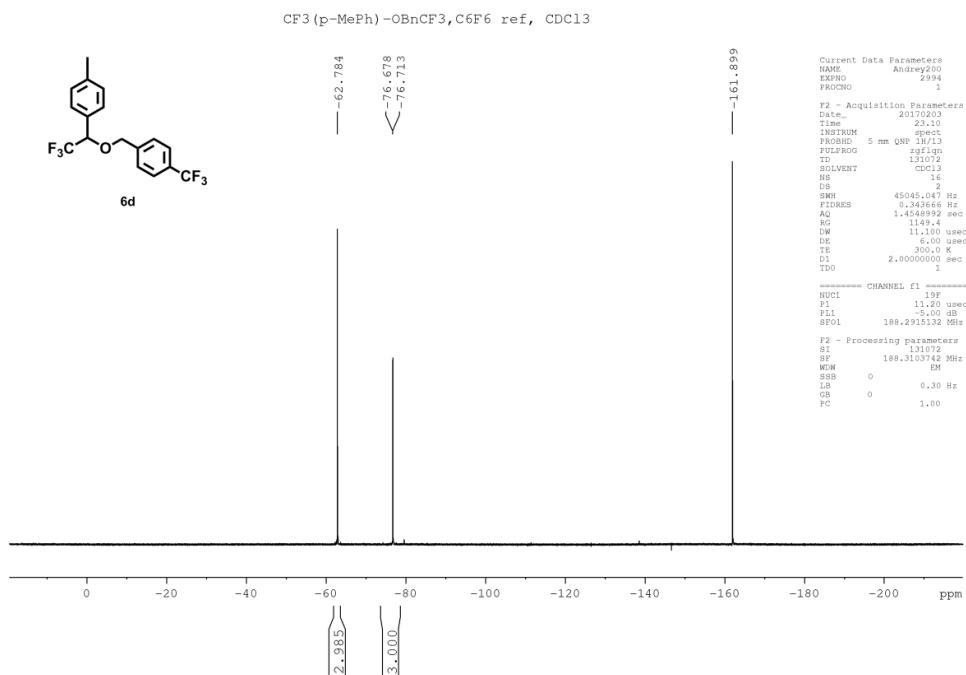 CF3(p-MePh)-OBnCF3,C6F6 ref, CDCl3
-62.784
-76.678
-76.713
-161.899
F3C
O
CF3
6d
Current Data Parameters
NAME Andrey200
EXPNO 2994
PROCNO 1
F2 - Acquisition Parameters
Date_ 20170203
Time 23.10
INSTRUM spect
PROBHD 5 mm QNP 1H/13
PULPROG zgflqn
TD 131072
SOLVENT CDCl3
NS 16
DS 2
SWH 45045.047 Hz
FIDRES 0.343666 Hz
AQ 1.4548992 sec
RG 1149.4
DW 11.100 usec
DE 6.00 usec
TE 300.0 K
D1 2.00000000 sec
TD0 1
======== CHANNEL f1 ========
NUC1 19F
P1 11.20 usec
PL1 -5.00 dB
SFO1 188.2915132 MHz
F2 - Processing parameters
SI 131072
SF 188.3103742 MHz
WDW EM
SSB 0
LB 0.30 Hz
GB 0
PC 1.00
0 -20 -40 -60 -80 -100 -120 -140 -160 -180 -200 ppm
2.985
3.000